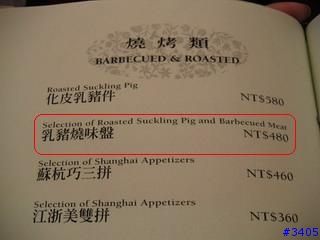 燒烤類
BARBECUED & ROASTED
Roasted Suckling Pig
化皮乳豬件 NT$580
Selection of Roasted Suckling Pig and Barbecued Meat
乳豬燒味盤 NT$480
Selection of Shanghai Appetizers
蘇杭巧三拼 NT$460
Selection of Shanghai Appetizers
江浙美雙拼 NT$360
#3405